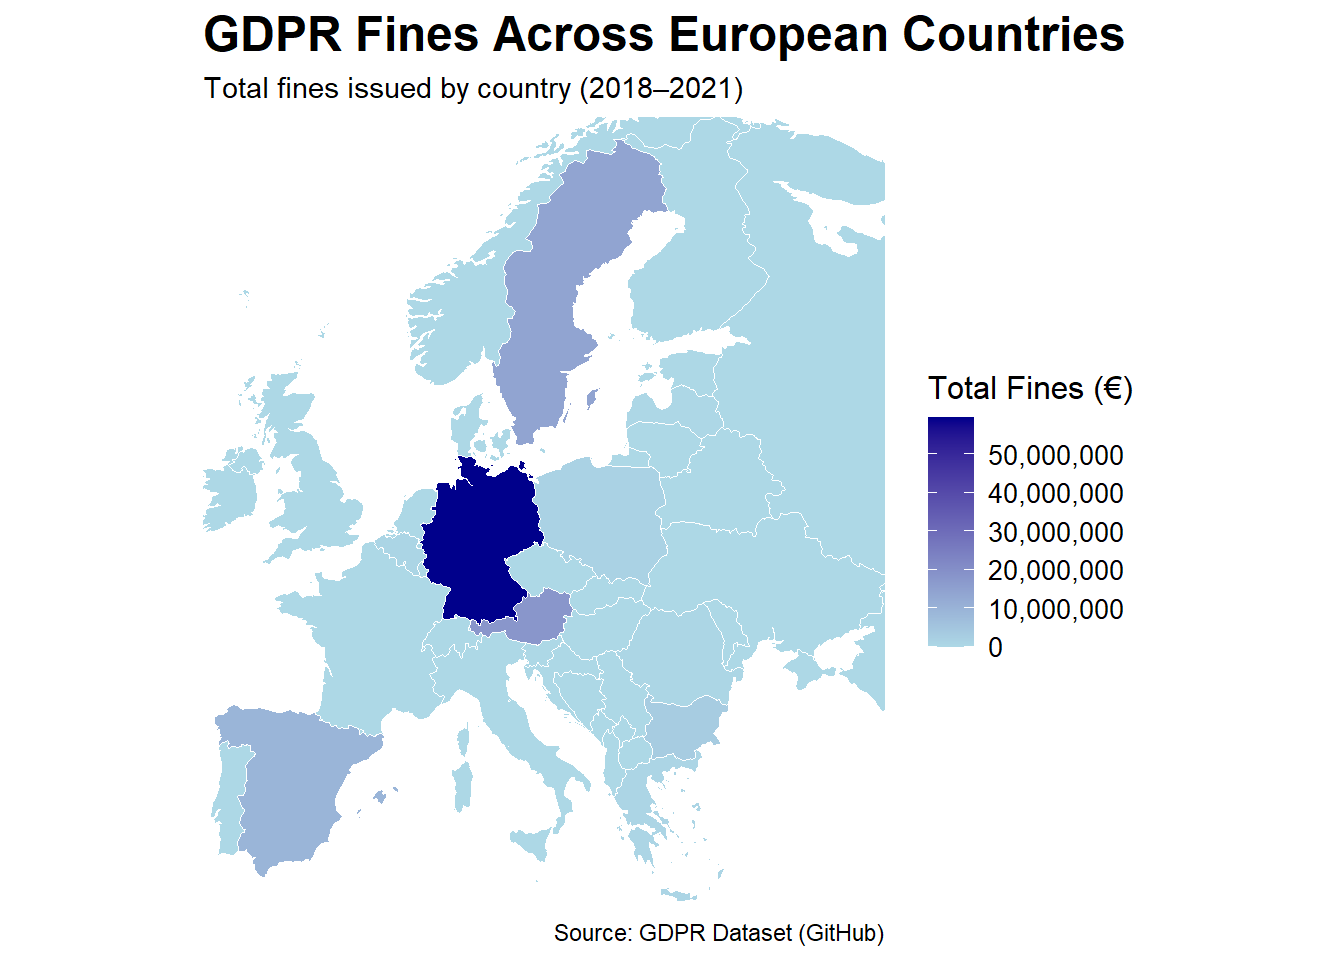 GDPR Fines Across European Countries
Total fines issued by country (2018–2021)
Total Fines (€)
50,000,000
40,000,000
30,000,000
20,000,000
10,000,000
0
Source: GDPR Dataset (GitHub)